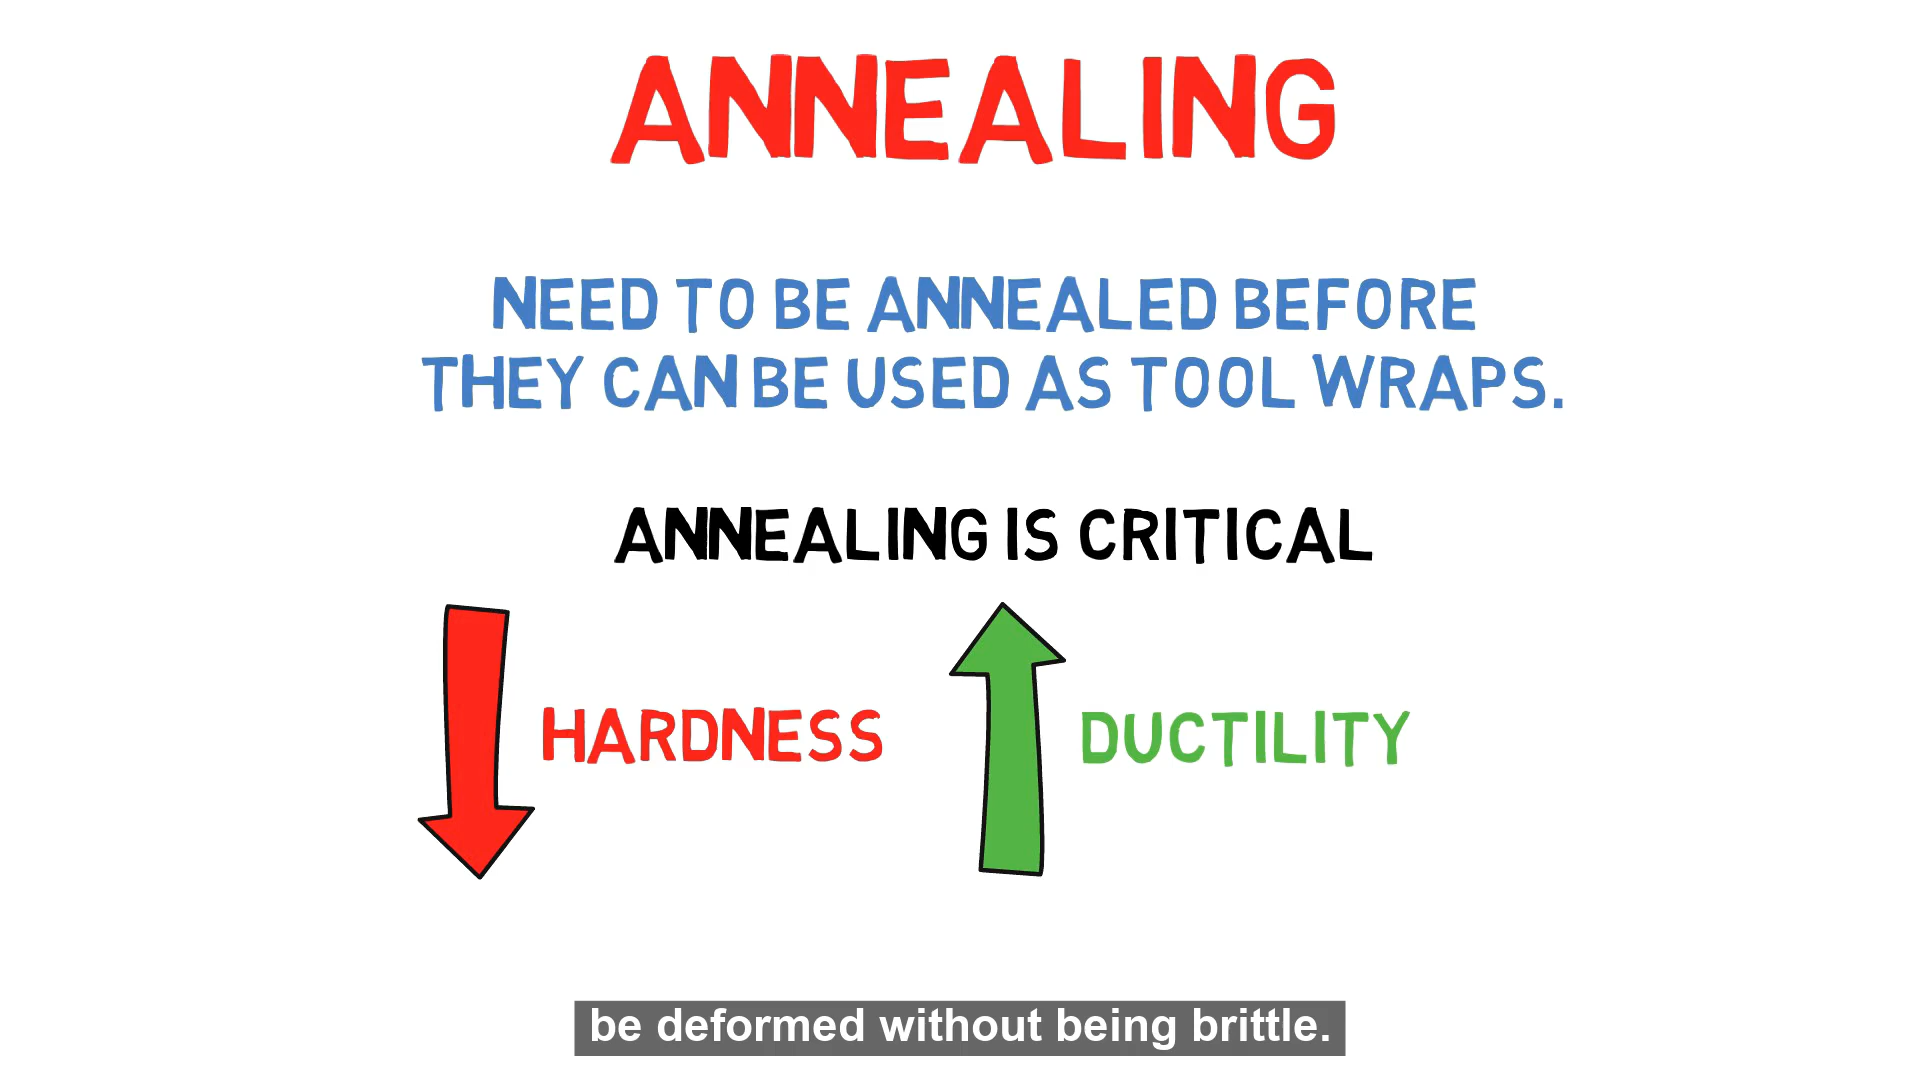 ANNEALING
NEED TO BE ANNEALED BEFORE
THEY CAN BE USED AS TOOL WRAPS.
ANNEALING IS CRITICAL
HARDNESS
DUCTILITY
be deformed without being brittle.